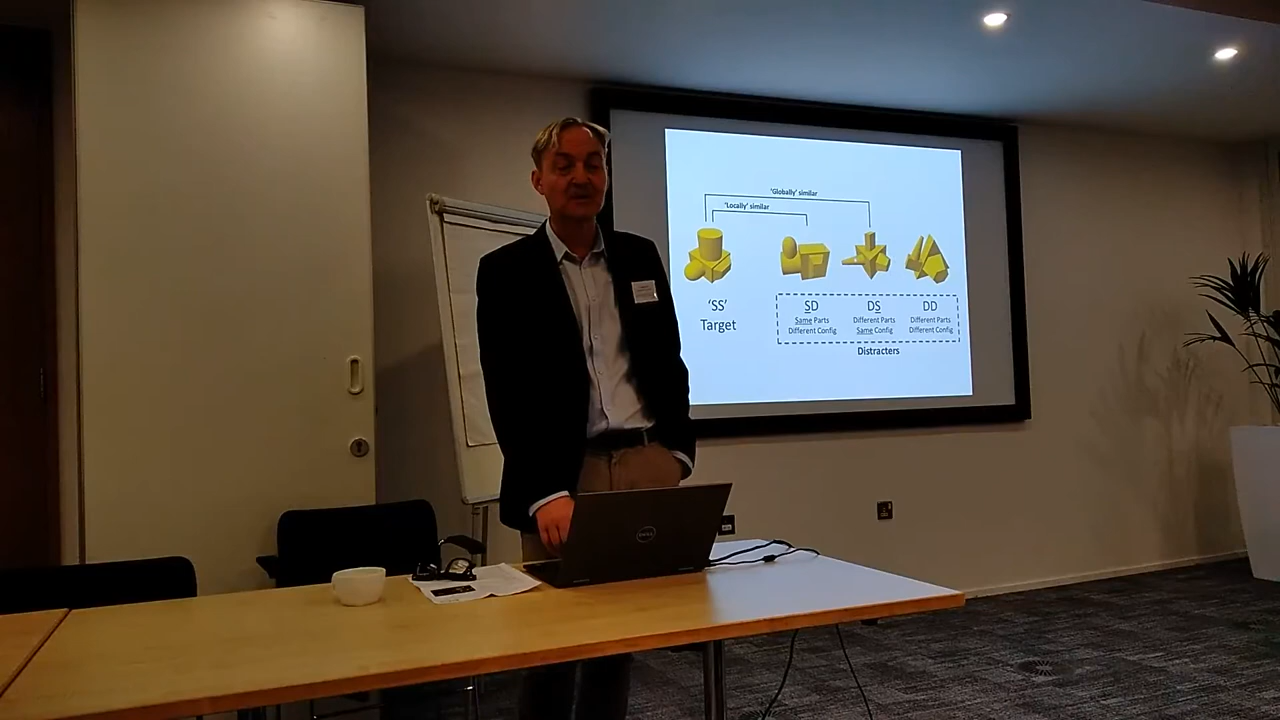 'Globally' similar
'Locally' similar
'SS'
Target
SD
Same Parts
Different Config
DS
Different Parts
Same Config
DD
Different Parts
Different Config
Distracters
DELL